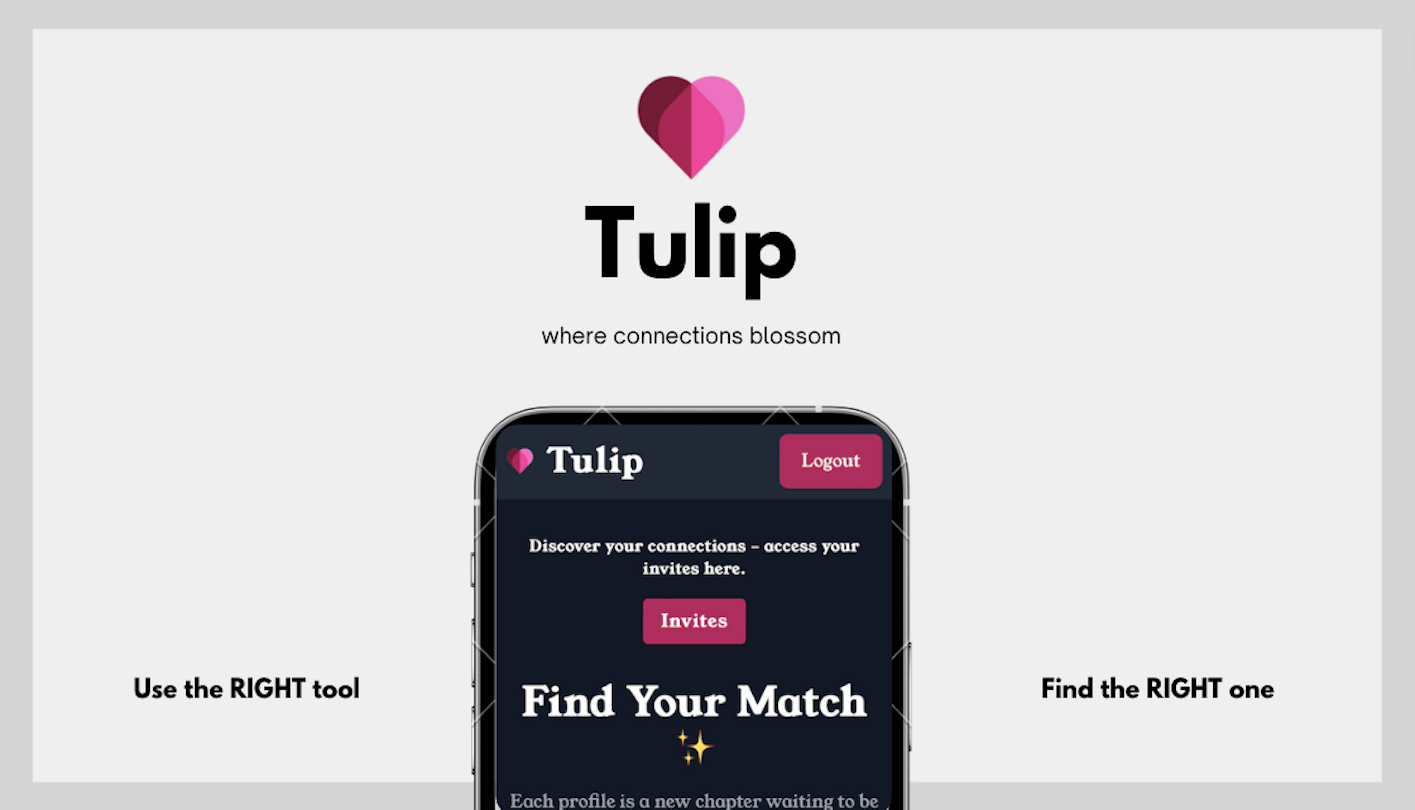 Tulip
where connections blossom
Tulip
Logout
Discover your connections - access your
invites here.
Invites
Use the RIGHT tool
Find the RIGHT one
Find Your Match
Each profile is a new chapter waiting to be